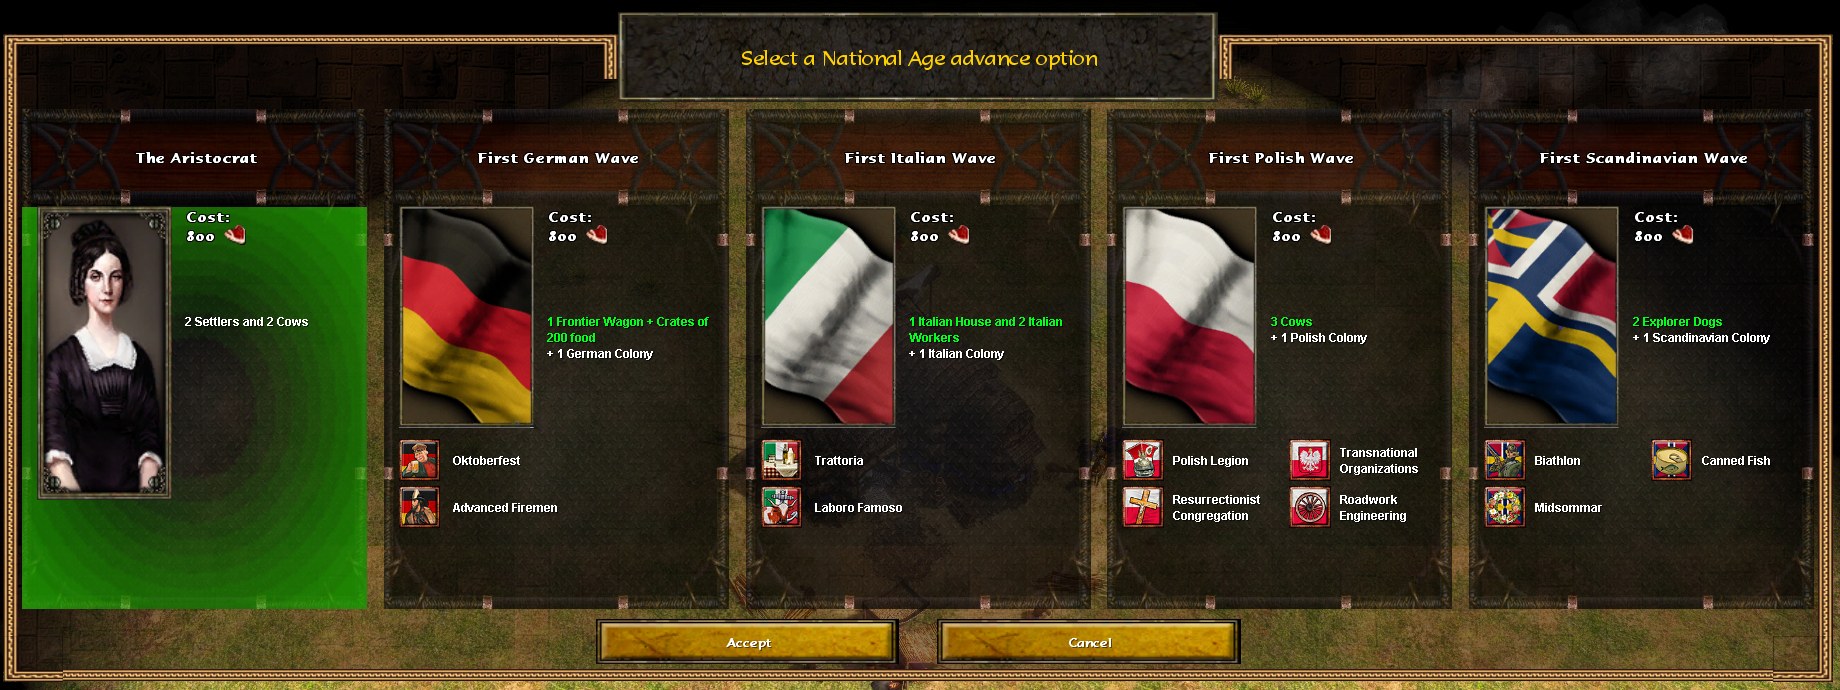 Select a National Age advance option
The Aristocrat
Cost:
800
2 Settlers and 2 Cows
First German Wave
Cost:
800
1 Frontier Wagon + Crates of
200 food
+ 1 German Colony
Oktoberfest
Advanced Firemen
First Italian Wave
Cost:
800
1 Italian House and 2 Italian
Workers
+ 1 Italian Colony
Trattoria
Laboro Famoso
First Polish Wave
Cost:
800
3 Cows
+ 1 Polish Colony
Polish Legion
Transnational
Organizations
Resurrectionist
Congregation
Roadwork
Engineering
First Scandinavian Wave
Cost:
800
2 Explorer Dogs
+ 1 Scandinavian Colony
Biathlon
Canned Fish
Midsommar
Accept
Cancel